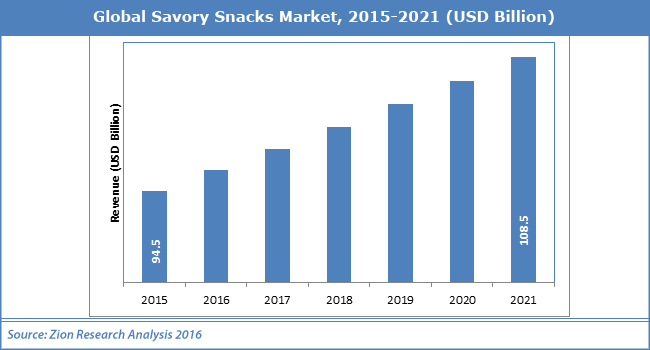 Global Savory Snacks Market, 2015-2021 (USD Billion)
Revenue (USD Billion)
94.5
108.5
2015 2016 2017 2018 2019 2020 2021
Source: Zion Research Analysis 2016